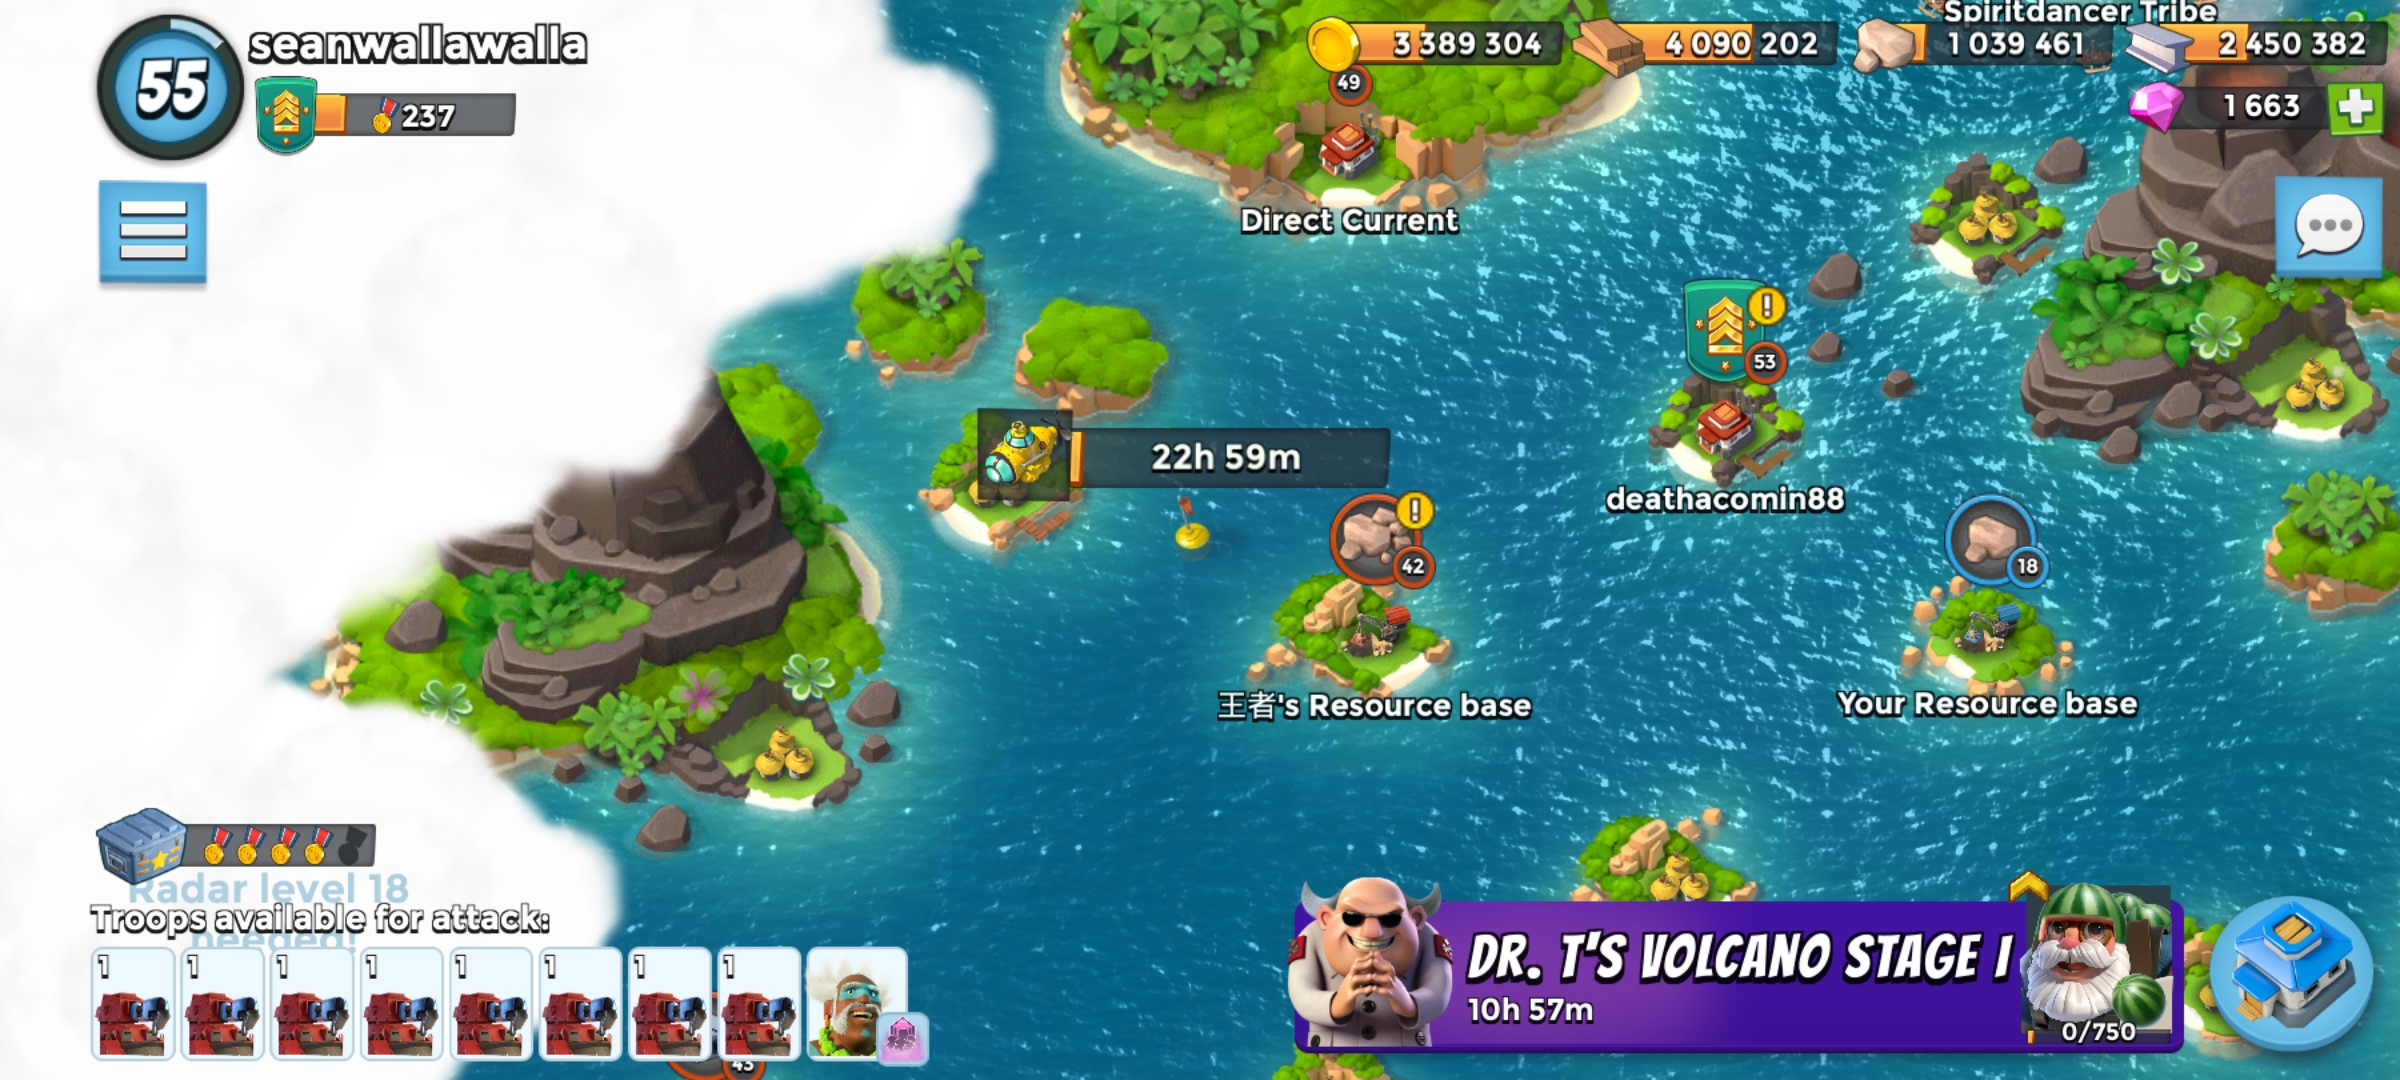 55
seanwallawalla
237
Spiritdancer Tribe
3 389 304
4 090 202
1 039 461
2 450 382
1 663
49
Direct Current
!
53
deathacomin88
22h 59m
!
42
18
王者's Resource base
Your Resource base
Radar level 18
needed!
Troops available for attack:
1 1 1 1 1 1 1 1
43
DR. T'S VOLCANO STAGE I
10h 57m
0/750